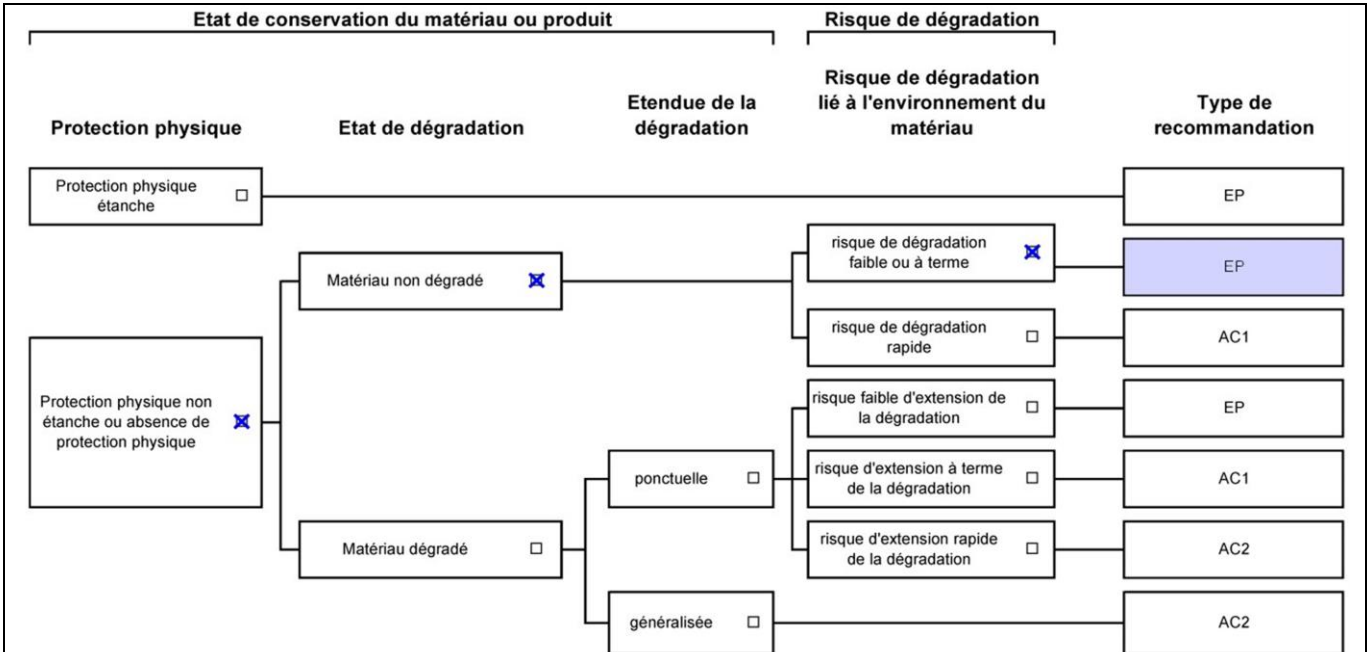 Etat de conservation du matériau ou produit
Risque de dégradation
Protection physique
Etat de dégradation
Etendue de la
dégradation
Risque de dégradation
lié à l'environnement du
matériau
Type de
recommandation
Protection physique
étanche
EP
Matériau non dégradé
risque de dégradation
faible ou à terme
EP
risque de dégradation
rapide
AC1
Protection physique non
étanche ou absence de
protection physique
risque faible d'extension de
la dégradation
EP
ponctuelle
risque d'extension à terme
de la dégradation
AC1
Matériau dégradé
risque d'extension rapide
de la dégradation
AC2
généralisée
AC2